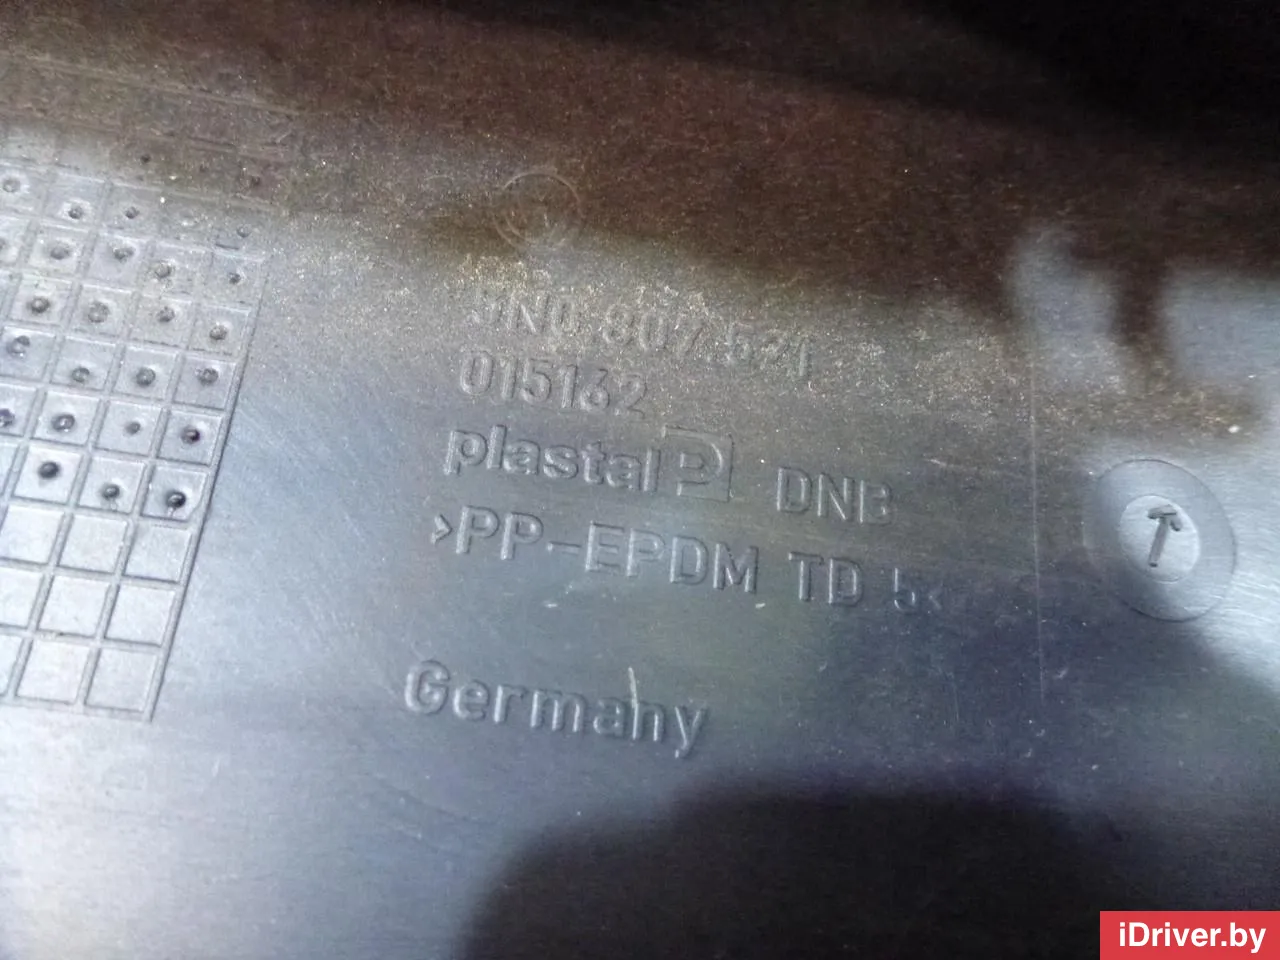 5N0 807 521
015162
plastal P DNB
>PP-EPDM TD 5<
Germany
iDriver.by